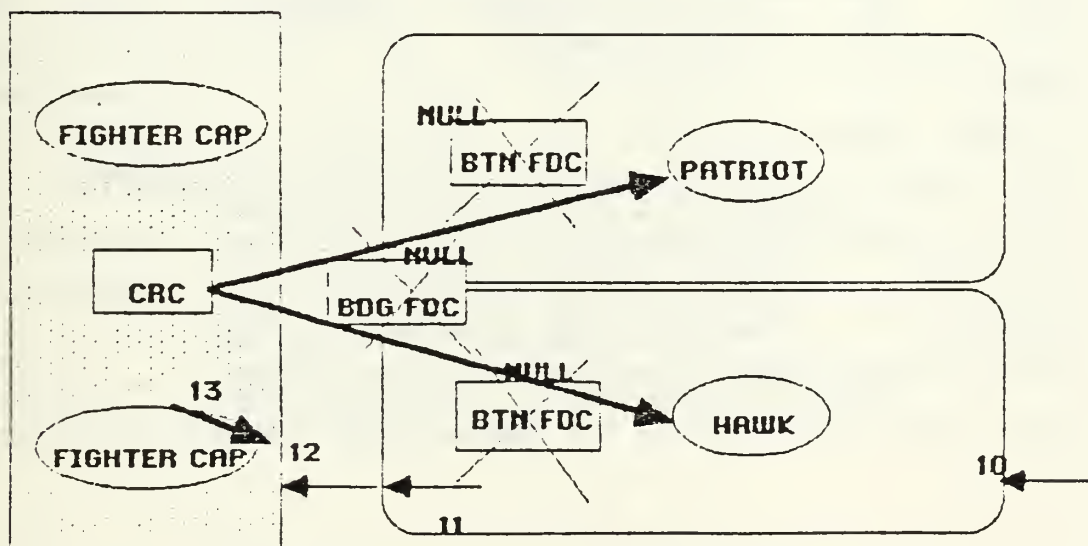 FIGHTER CAP
NULL
BTN FDC
PATRIOT
CRC
NULL
BDG FDC
NULL
BTN FDC
HAWK
13
FIGHTER CAP
12
11
10